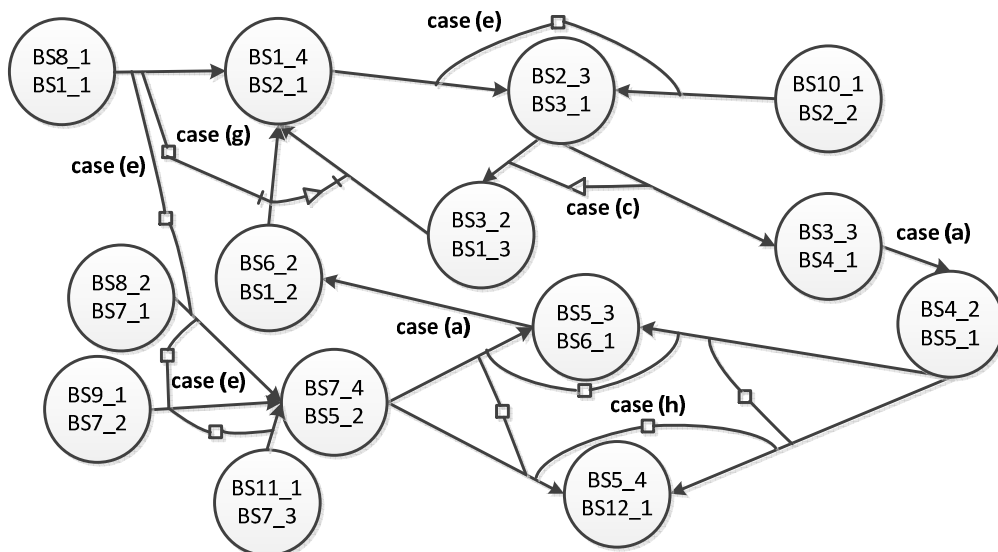 case (e)
BS8_1
BS1_1
BS1_4
BS2_1
BS2_3
BS3_1
BS10_1
BS2_2
case (g)
case (e)
case (c)
BS3_2
BS1_3
BS3_3
BS4_1
case (a)
BS6_2
BS1_2
BS8_2
BS7_1
BS5_3
BS6_1
BS4_2
BS5_1
case (a)
case (e)
BS9_1
BS7_2
BS7_4
BS5_2
case (h)
BS11_1
BS7_3
BS5_4
BS12_1